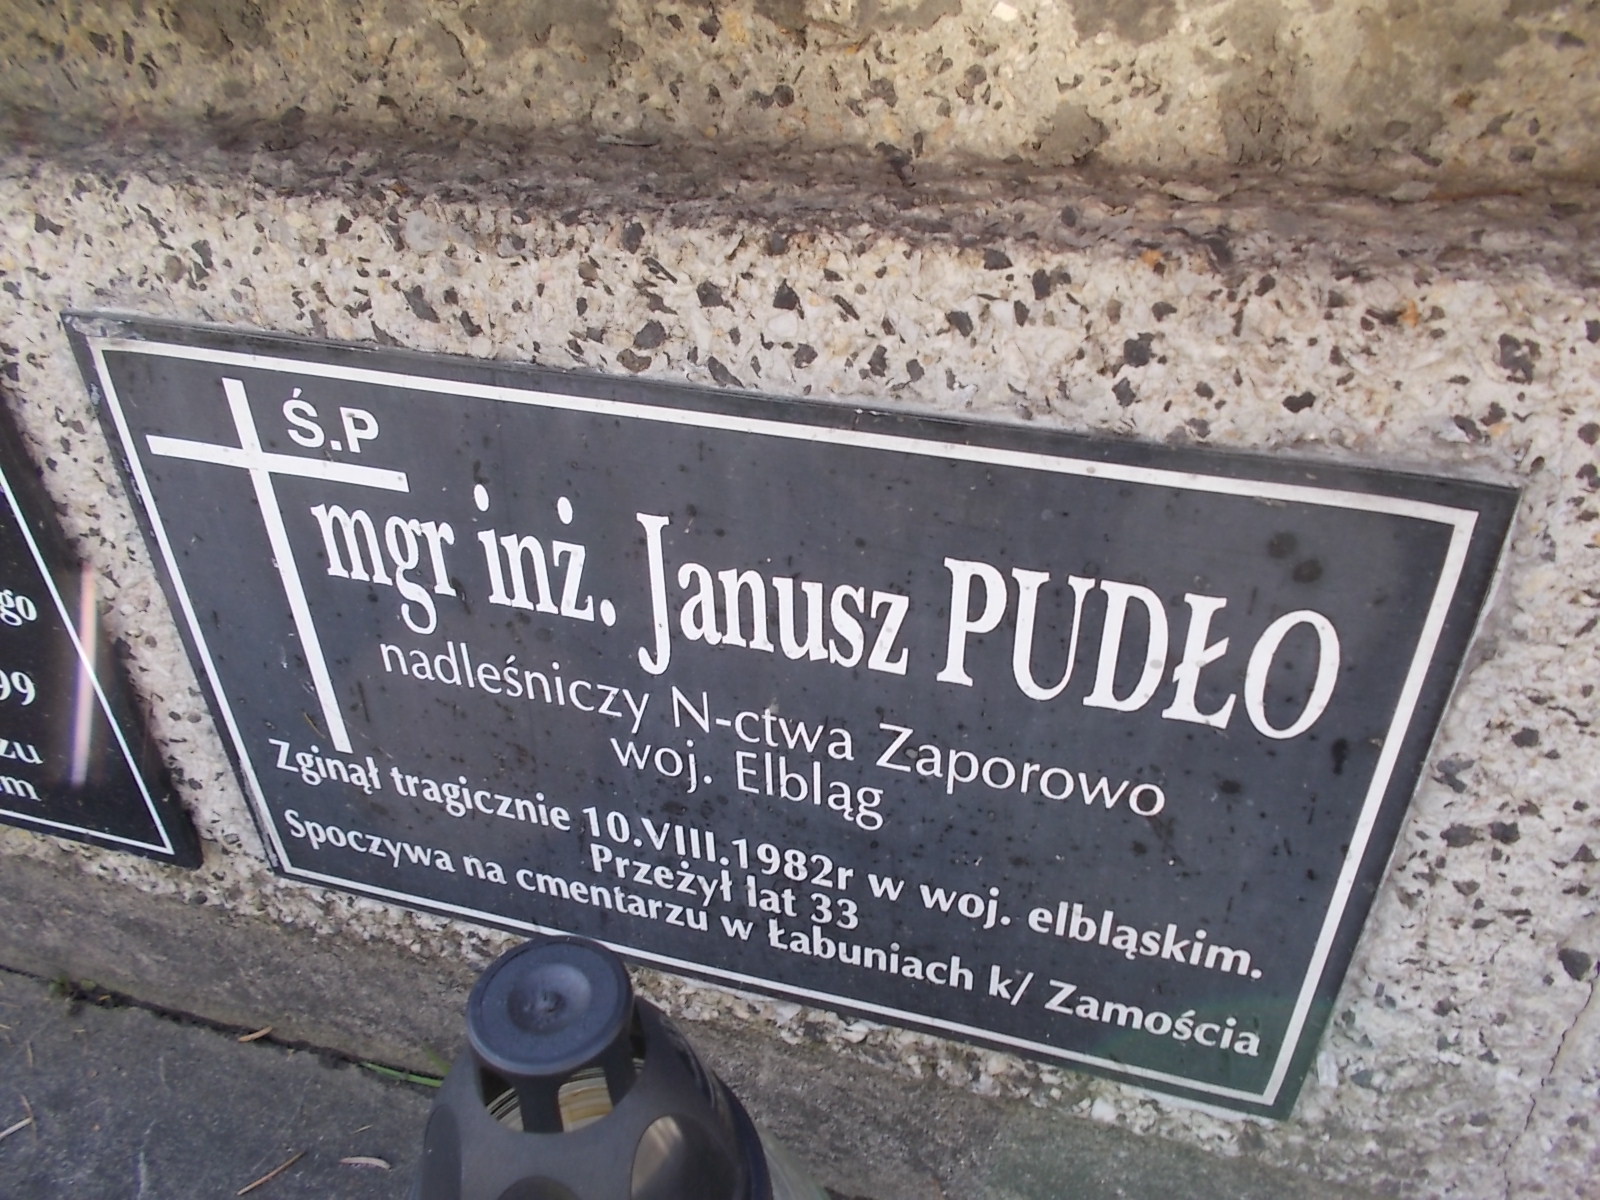 Ś.P
mgr inż. Janusz PUDŁO
nadleśniczy N-ctwa Zaporowo
woj. Elbląg
Zginął tragicznie 10.VIII.1982r w woj. elbląskim.
Przeżył lat 33
Spoczywa na cmentarzu w Łabuniach k/ Zamościa